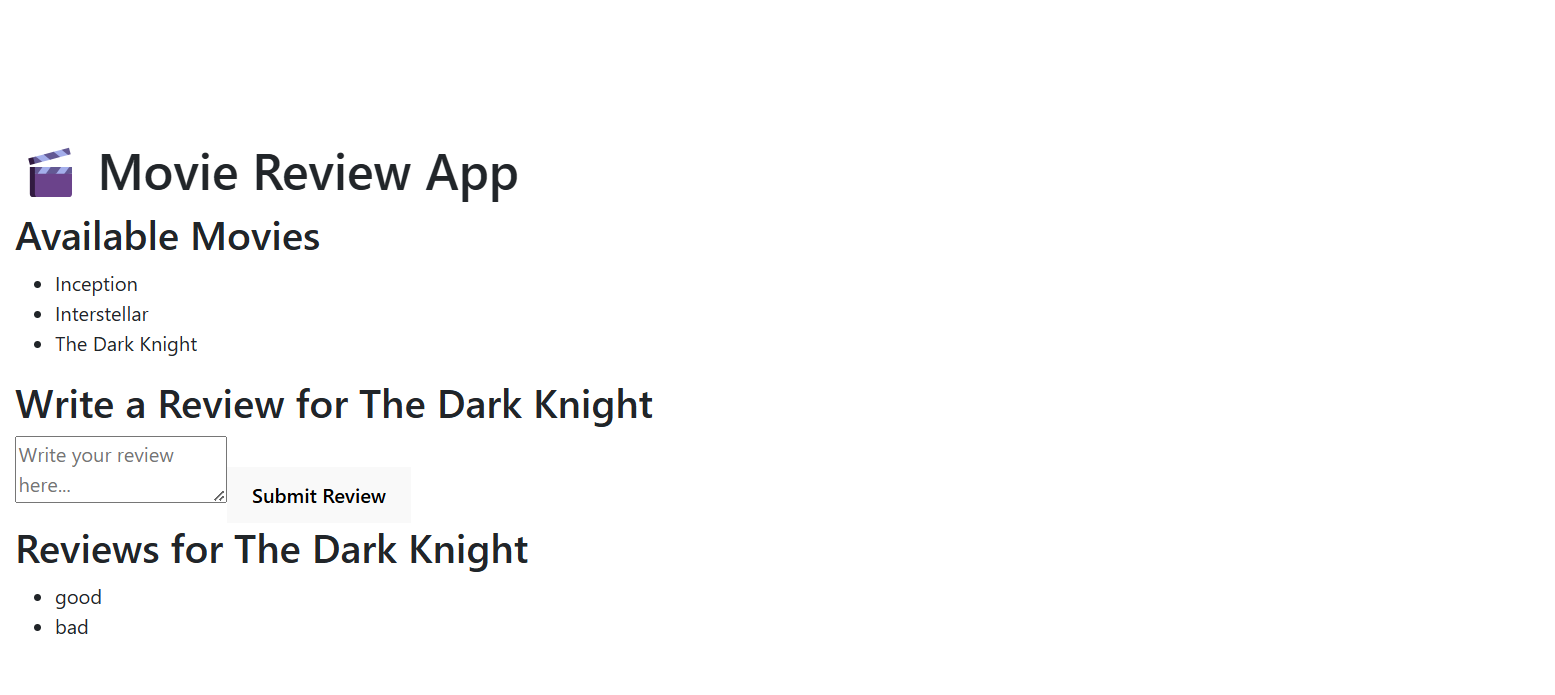 Movie Review App
Available Movies
Inception
Interstellar
The Dark Knight
Write a Review for The Dark Knight
Write your review
here...
Submit Review
Reviews for The Dark Knight
good
bad